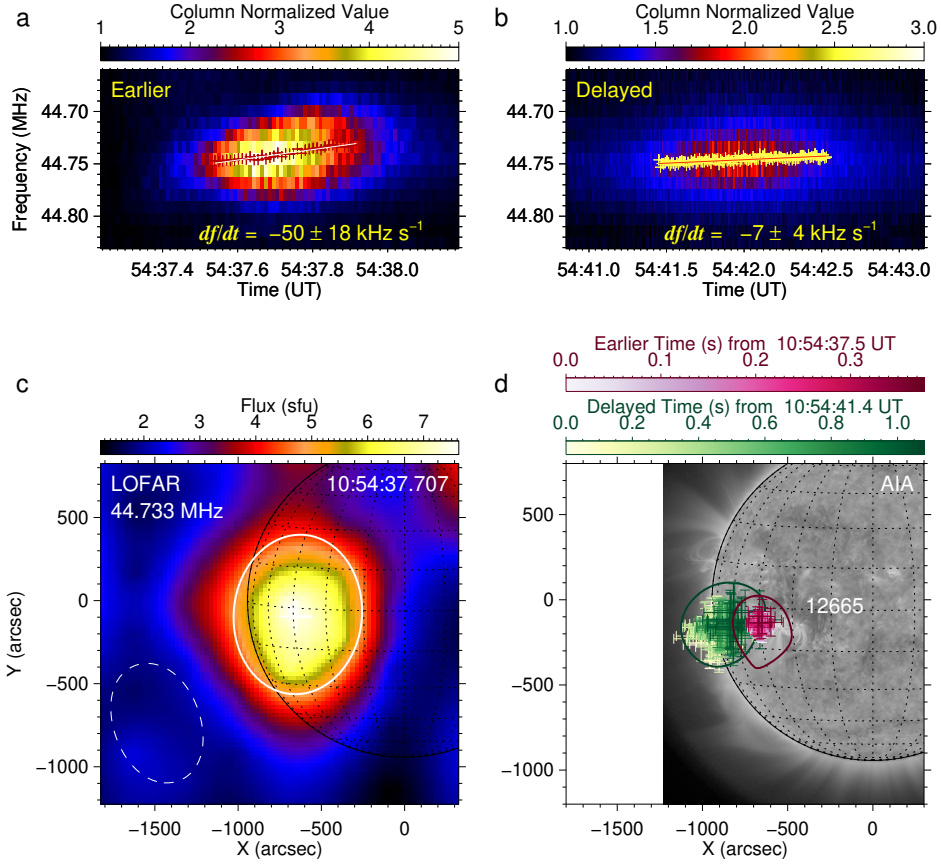 a
Column Normalized Value
1 2 3 4 5
Earlier
Frequency (MHz)
44.70
44.75
44.80
df/dt = −50 ± 18 kHz s⁻¹
54:37.4 54:37.6 54:37.8 54:38.0
Time (UT)
b
Column Normalized Value
1.0 1.5 2.0 2.5 3.0
Delayed
44.70
44.75
44.80
df/dt = −7 ± 4 kHz s⁻¹
54:41.0 54:41.5 54:42.0 54:42.5 54:43.0
Time (UT)
c
Flux (sfu)
2 3 4 5 6 7
LOFAR 10:54:37.707
44.733 MHz
Y (arcsec)
500
0
−500
−1000
−1500 −1000 −500 0
X (arcsec)
Earlier Time (s) from 10:54:37.5 UT
0.0 0.1 0.2 0.3
Delayed Time (s) from 10:54:41.4 UT
0.0 0.2 0.4 0.6 0.8 1.0
d
AIA
12665
500
0
−500
−1000
−1500 −1000 −500 0
X (arcsec)